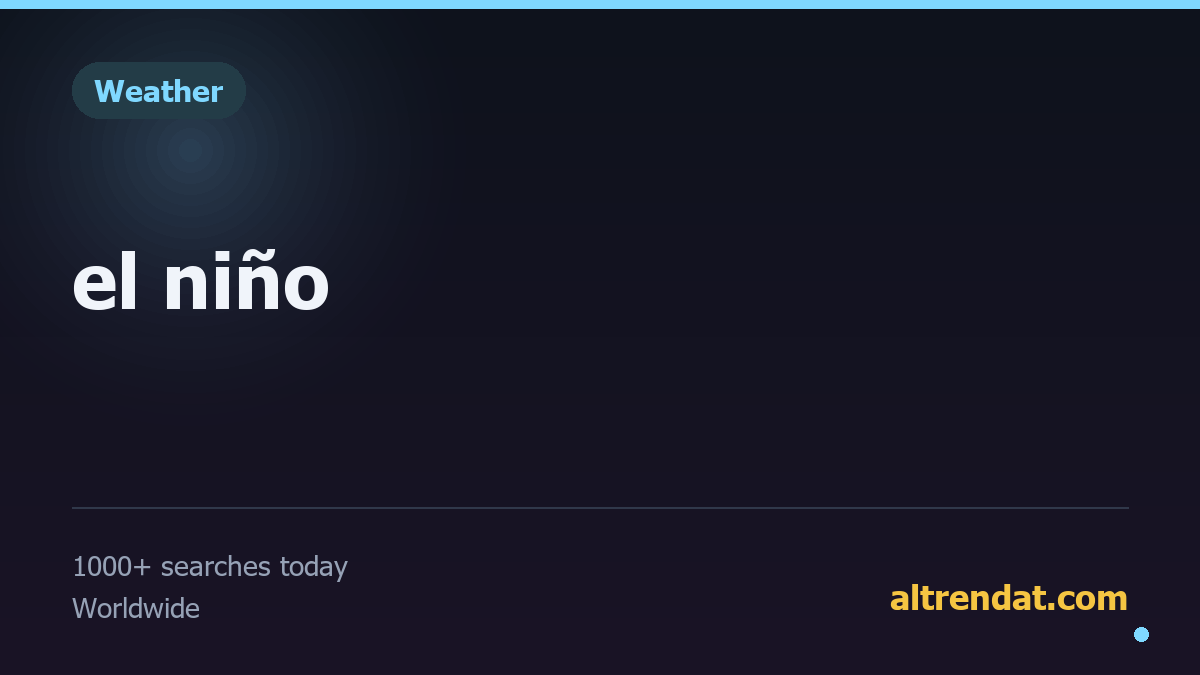 Weather
el niño
1000+ searches today
Worldwide
altrendat.com